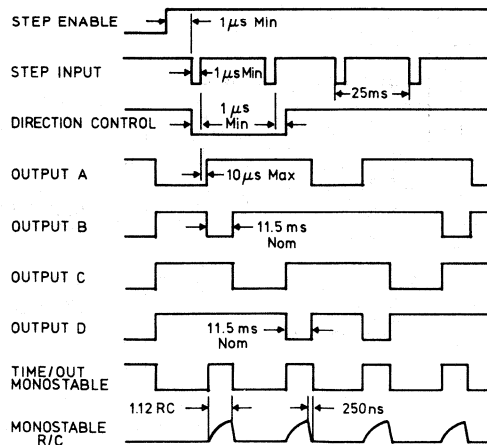 STEP ENABLE
1μs Min
STEP INPUT
1μs Min
25ms
1μs
Min
DIRECTION CONTROL
OUTPUT A
10μs Max
OUTPUT B
11.5 ms
Nom
OUTPUT C
OUTPUT D
11.5 ms
Nom
TIME/OUT
MONOSTABLE
1.12 RC
250ns
MONOSTABLE
R/C